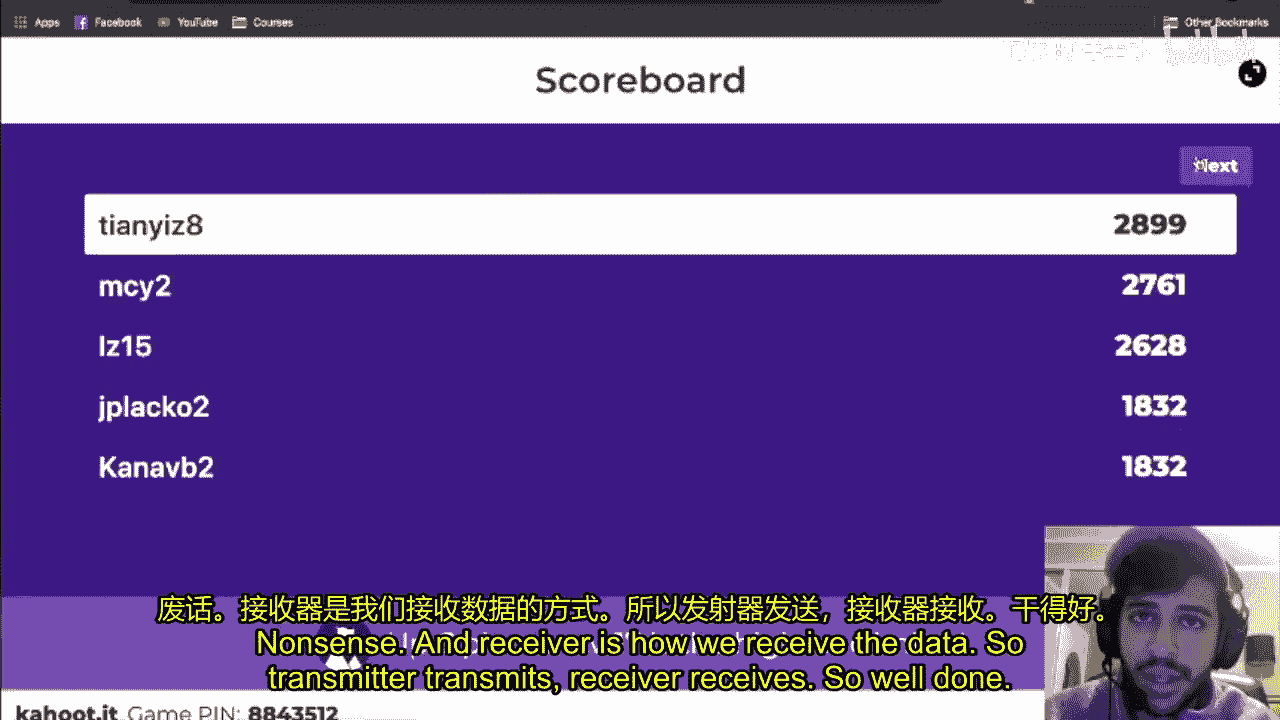 Apps Facebook YouTube Courses Other Bookmarks
Scoreboard
Next
tianyiz8 2899
mcy2 2761
lz15 2628
jplacko2 1832
Kanavb2 1832
废话。接收器是我们接收数据的方式。所以发射器发送，接收器接收。干得好。
Nonsense. And receiver is how we receive the data. So
transmitter transmits, receiver receives. So well done.
kahoot.it Game PIN: 8843512